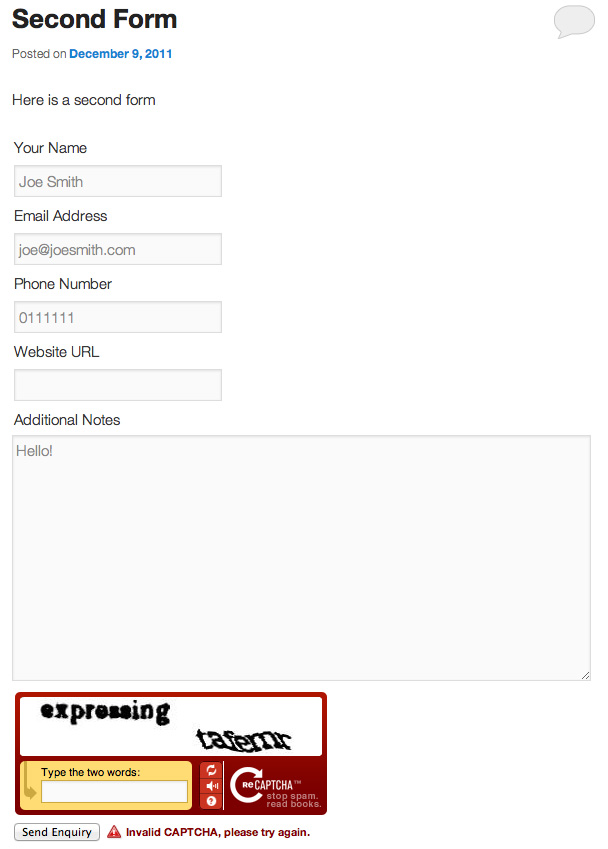 Second Form
Posted on December 9, 2011
Here is a second form
Your Name
Joe Smith
Email Address
joe@joesmith.com
Phone Number
0111111
Website URL
Additional Notes
Hello!
expressing
Type the two words:
reCAPTCHA™
stop spam.
read books.
Send Enquiry Invalid CAPTCHA, please try again.